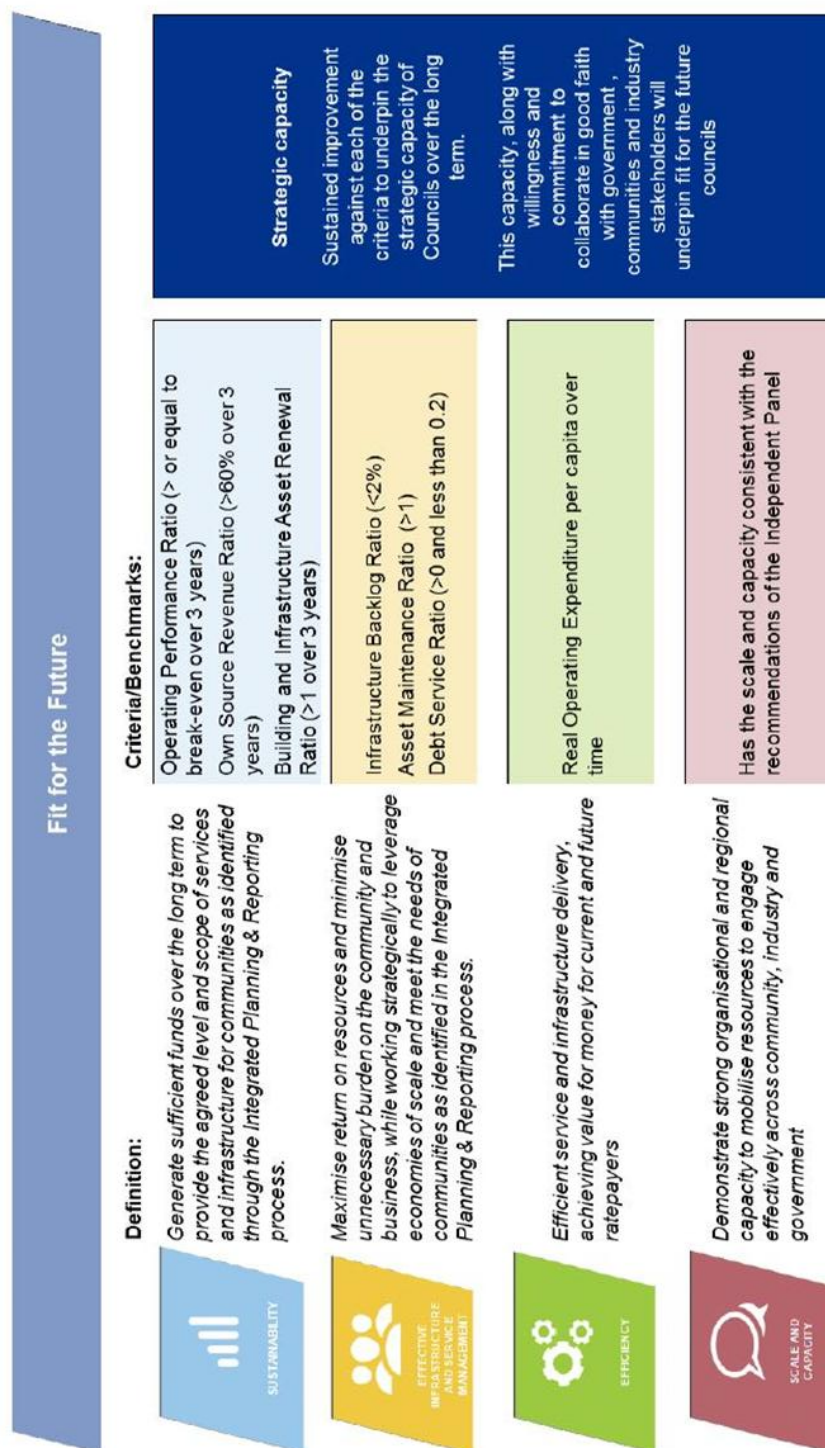 Fit for the Future
Definition:
Criteria/Benchmarks:
SUSTAINABILITY
Generate sufficient funds over the long term to
provide the agreed level and scope of services
and infrastructure for communities as identified
through the Integrated Planning & Reporting
process.
Operating Performance Ratio (> or equal to
break-even over 3 years)
Own Source Revenue Ratio (>60% over 3
years)
Building and Infrastructure Asset Renewal
Ratio (>1 over 3 years)
EFFECTIVE
INFRASTRUCTURE
AND SERVICE
MANAGEMENT
Maximise return on resources and minimise
unnecessary burden on the community and
business, while working strategically to leverage
economies of scale and meet the needs of
communities as identified in the Integrated
Planning & Reporting process.
Infrastructure Backlog Ratio (<2%)
Asset Maintenance Ratio (>1)
Debt Service Ratio (>0 and less than 0.2)
EFFICIENCY
Efficient service and infrastructure delivery,
achieving value for money for current and future
ratepayers
Real Operating Expenditure per capita over
time
SCALE AND
CAPACITY
Demonstrate strong organisational and regional
capacity to mobilise resources to engage
effectively across community, industry and
government
Has the scale and capacity consistent with the
recommendations of the Independent Panel
Strategic capacity
Sustained improvement
against each of the
criteria to underpin the
strategic capacity of
Councils over the long
term.
This capacity, along with
willingness and
commitment to
collaborate in good faith
with government ,
communities and industry
stakeholders will
underpin fit for the future
councils